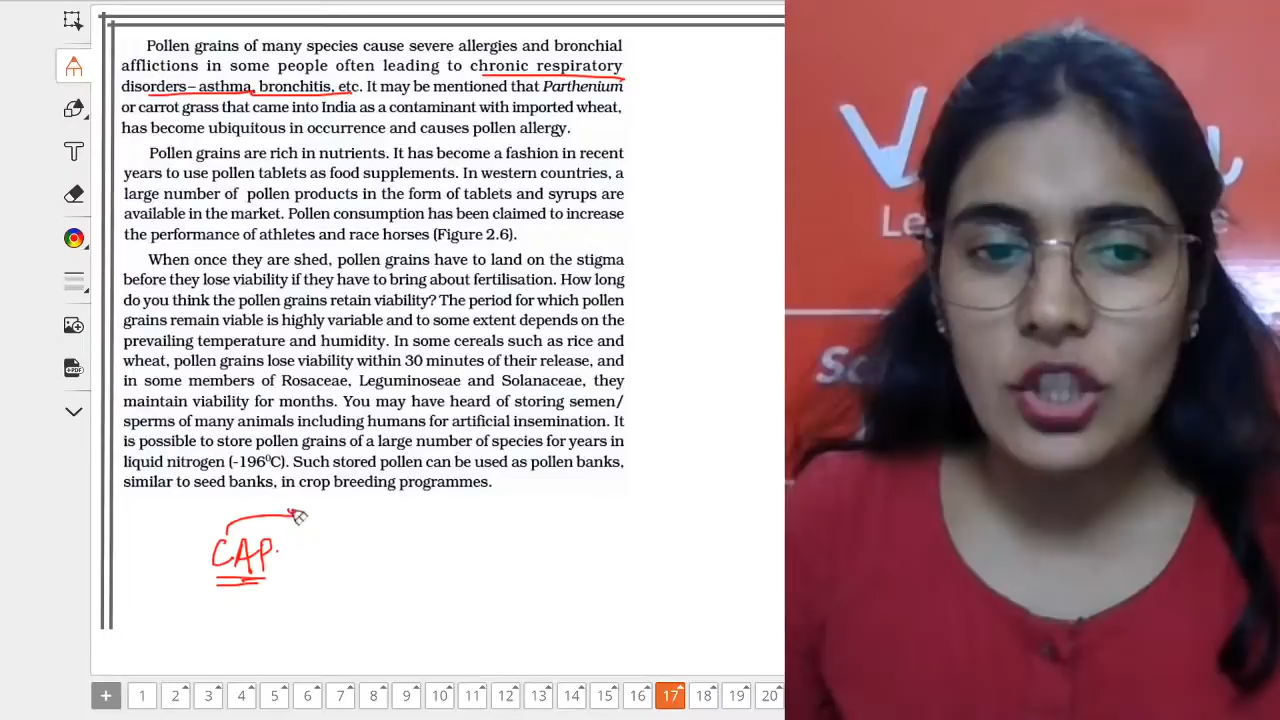 Pollen grains of many species cause severe allergies and bronchial
afflictions in some people often leading to chronic respiratory
disorders– asthma, bronchitis, etc. It may be mentioned that Parthenium
or carrot grass that came into India as a contaminant with imported wheat,
has become ubiquitous in occurrence and causes pollen allergy.
Pollen grains are rich in nutrients. It has become a fashion in recent
years to use pollen tablets as food supplements. In western countries, a
large number of pollen products in the form of tablets and syrups are
available in the market. Pollen consumption has been claimed to increase
the performance of athletes and race horses (Figure 2.6).
When once they are shed, pollen grains have to land on the stigma
before they lose viability if they have to bring about fertilisation. How long
do you think the pollen grains retain viability? The period for which pollen
grains remain viable is highly variable and to some extent depends on the
prevailing temperature and humidity. In some cereals such as rice and
wheat, pollen grains lose viability within 30 minutes of their release, and
in some members of Rosaceae, Leguminoseae and Solanaceae, they
maintain viability for months. You may have heard of storing semen/
sperms of many animals including humans for artificial insemination. It
is possible to store pollen grains of a large number of species for years in
liquid nitrogen (-196⁰C). Such stored pollen can be used as pollen banks,
similar to seed banks, in crop breeding programmes.
CAP.
1 2 3 4 5 6 7 8 9 10 11 12 13 14 15 16 17 18 19 20